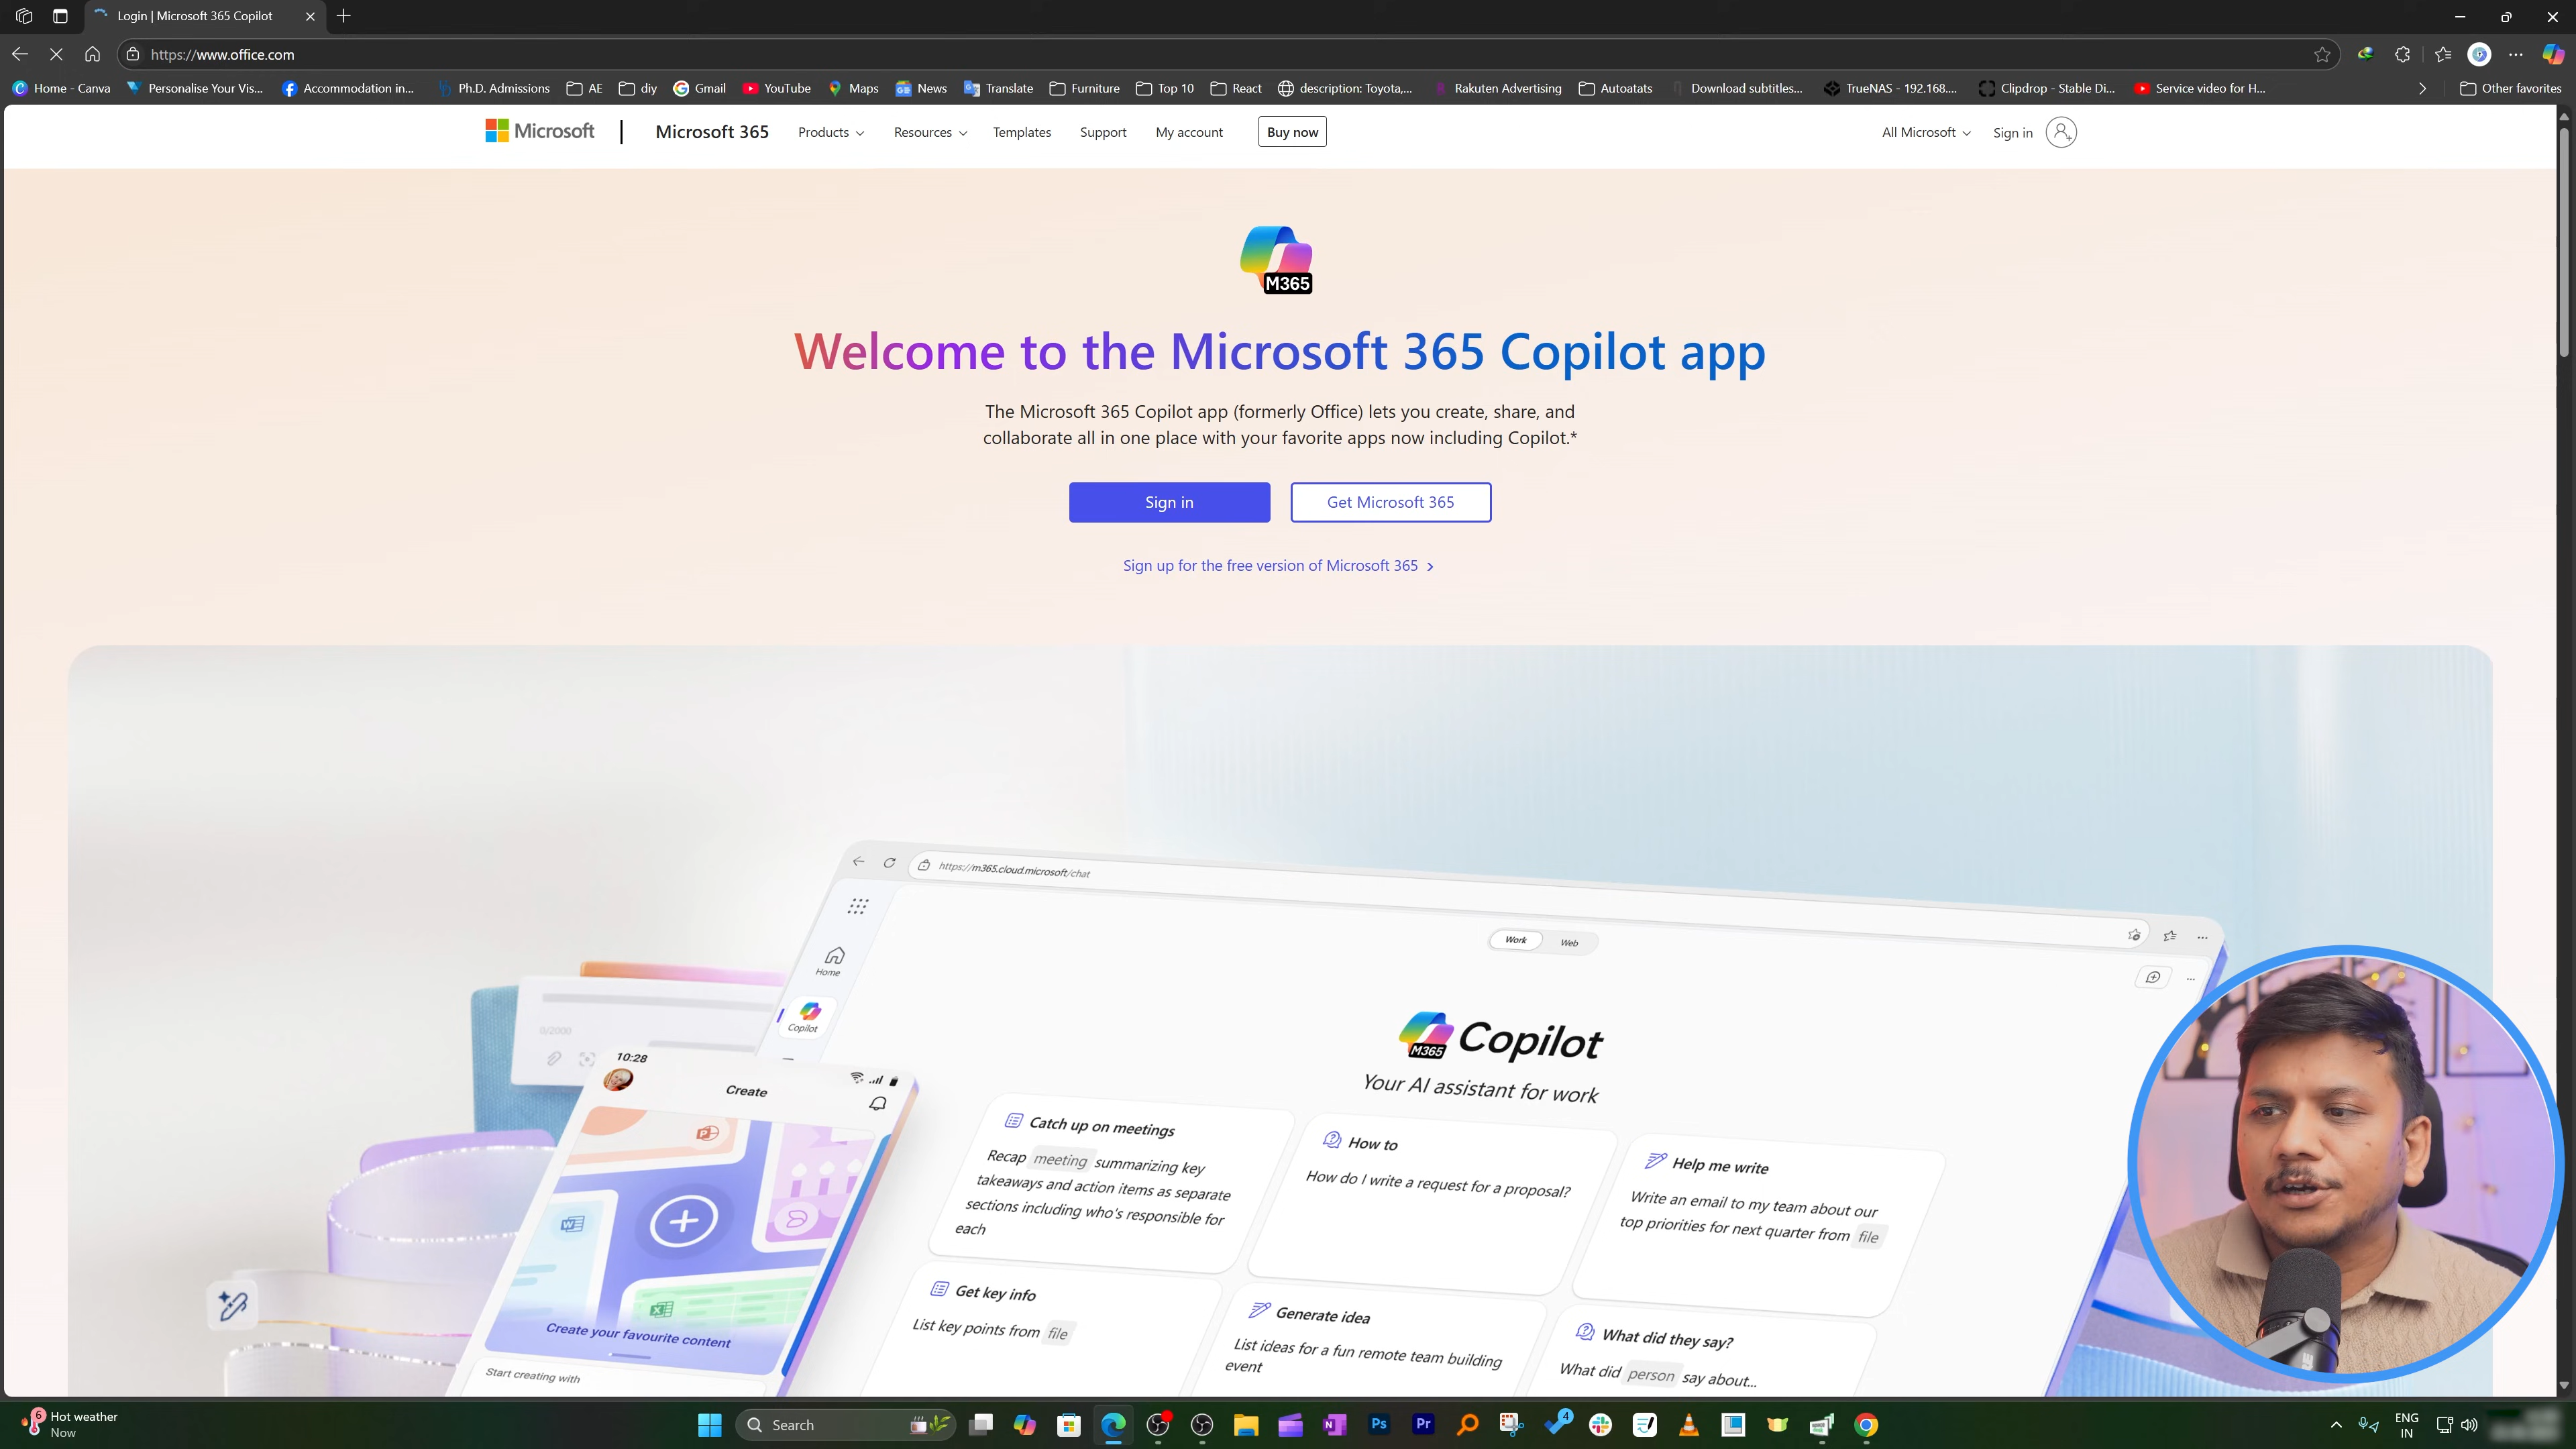 Login | Microsoft 365 Copilot
https://www.office.com
Home - Canva Personalise Your Vis... Accommodation in... Ph.D. Admissions AE diy Gmail YouTube Maps News Translate Furniture Top 10 React description: Toyota,... Rakuten Advertising Autoatats Download subtitles... TrueNAS - 192.168.... Clipdrop - Stable Di... Service video for H... Other favorites
Microsoft Microsoft 365 Products Resources Templates Support My account Buy now All Microsoft Sign in
M365
Welcome to the Microsoft 365 Copilot app
The Microsoft 365 Copilot app (formerly Office) lets you create, share, and
collaborate all in one place with your favorite apps now including Copilot.*
Sign in Get Microsoft 365
Sign up for the free version of Microsoft 365
https://m365.cloud.microsoft/chat
Work Web
Home
Copilot
M365 Copilot
Your AI assistant for work
0/2000
10:28
Create
Create your favourite content
Start creating with
Catch up on meetings
Recap meeting summarizing key
takeaways and action items as separate
sections including who's responsible for
each
How to
How do I write a request for a proposal?
Help me write
Write an email to my team about our
top priorities for next quarter from file
Get key info
List key points from file
Generate idea
List ideas for a fun remote team building
event
What did they say?
What did person say about...
6 Hot weather
Now
Search
N
Ps
Pr
4
ENG
IN